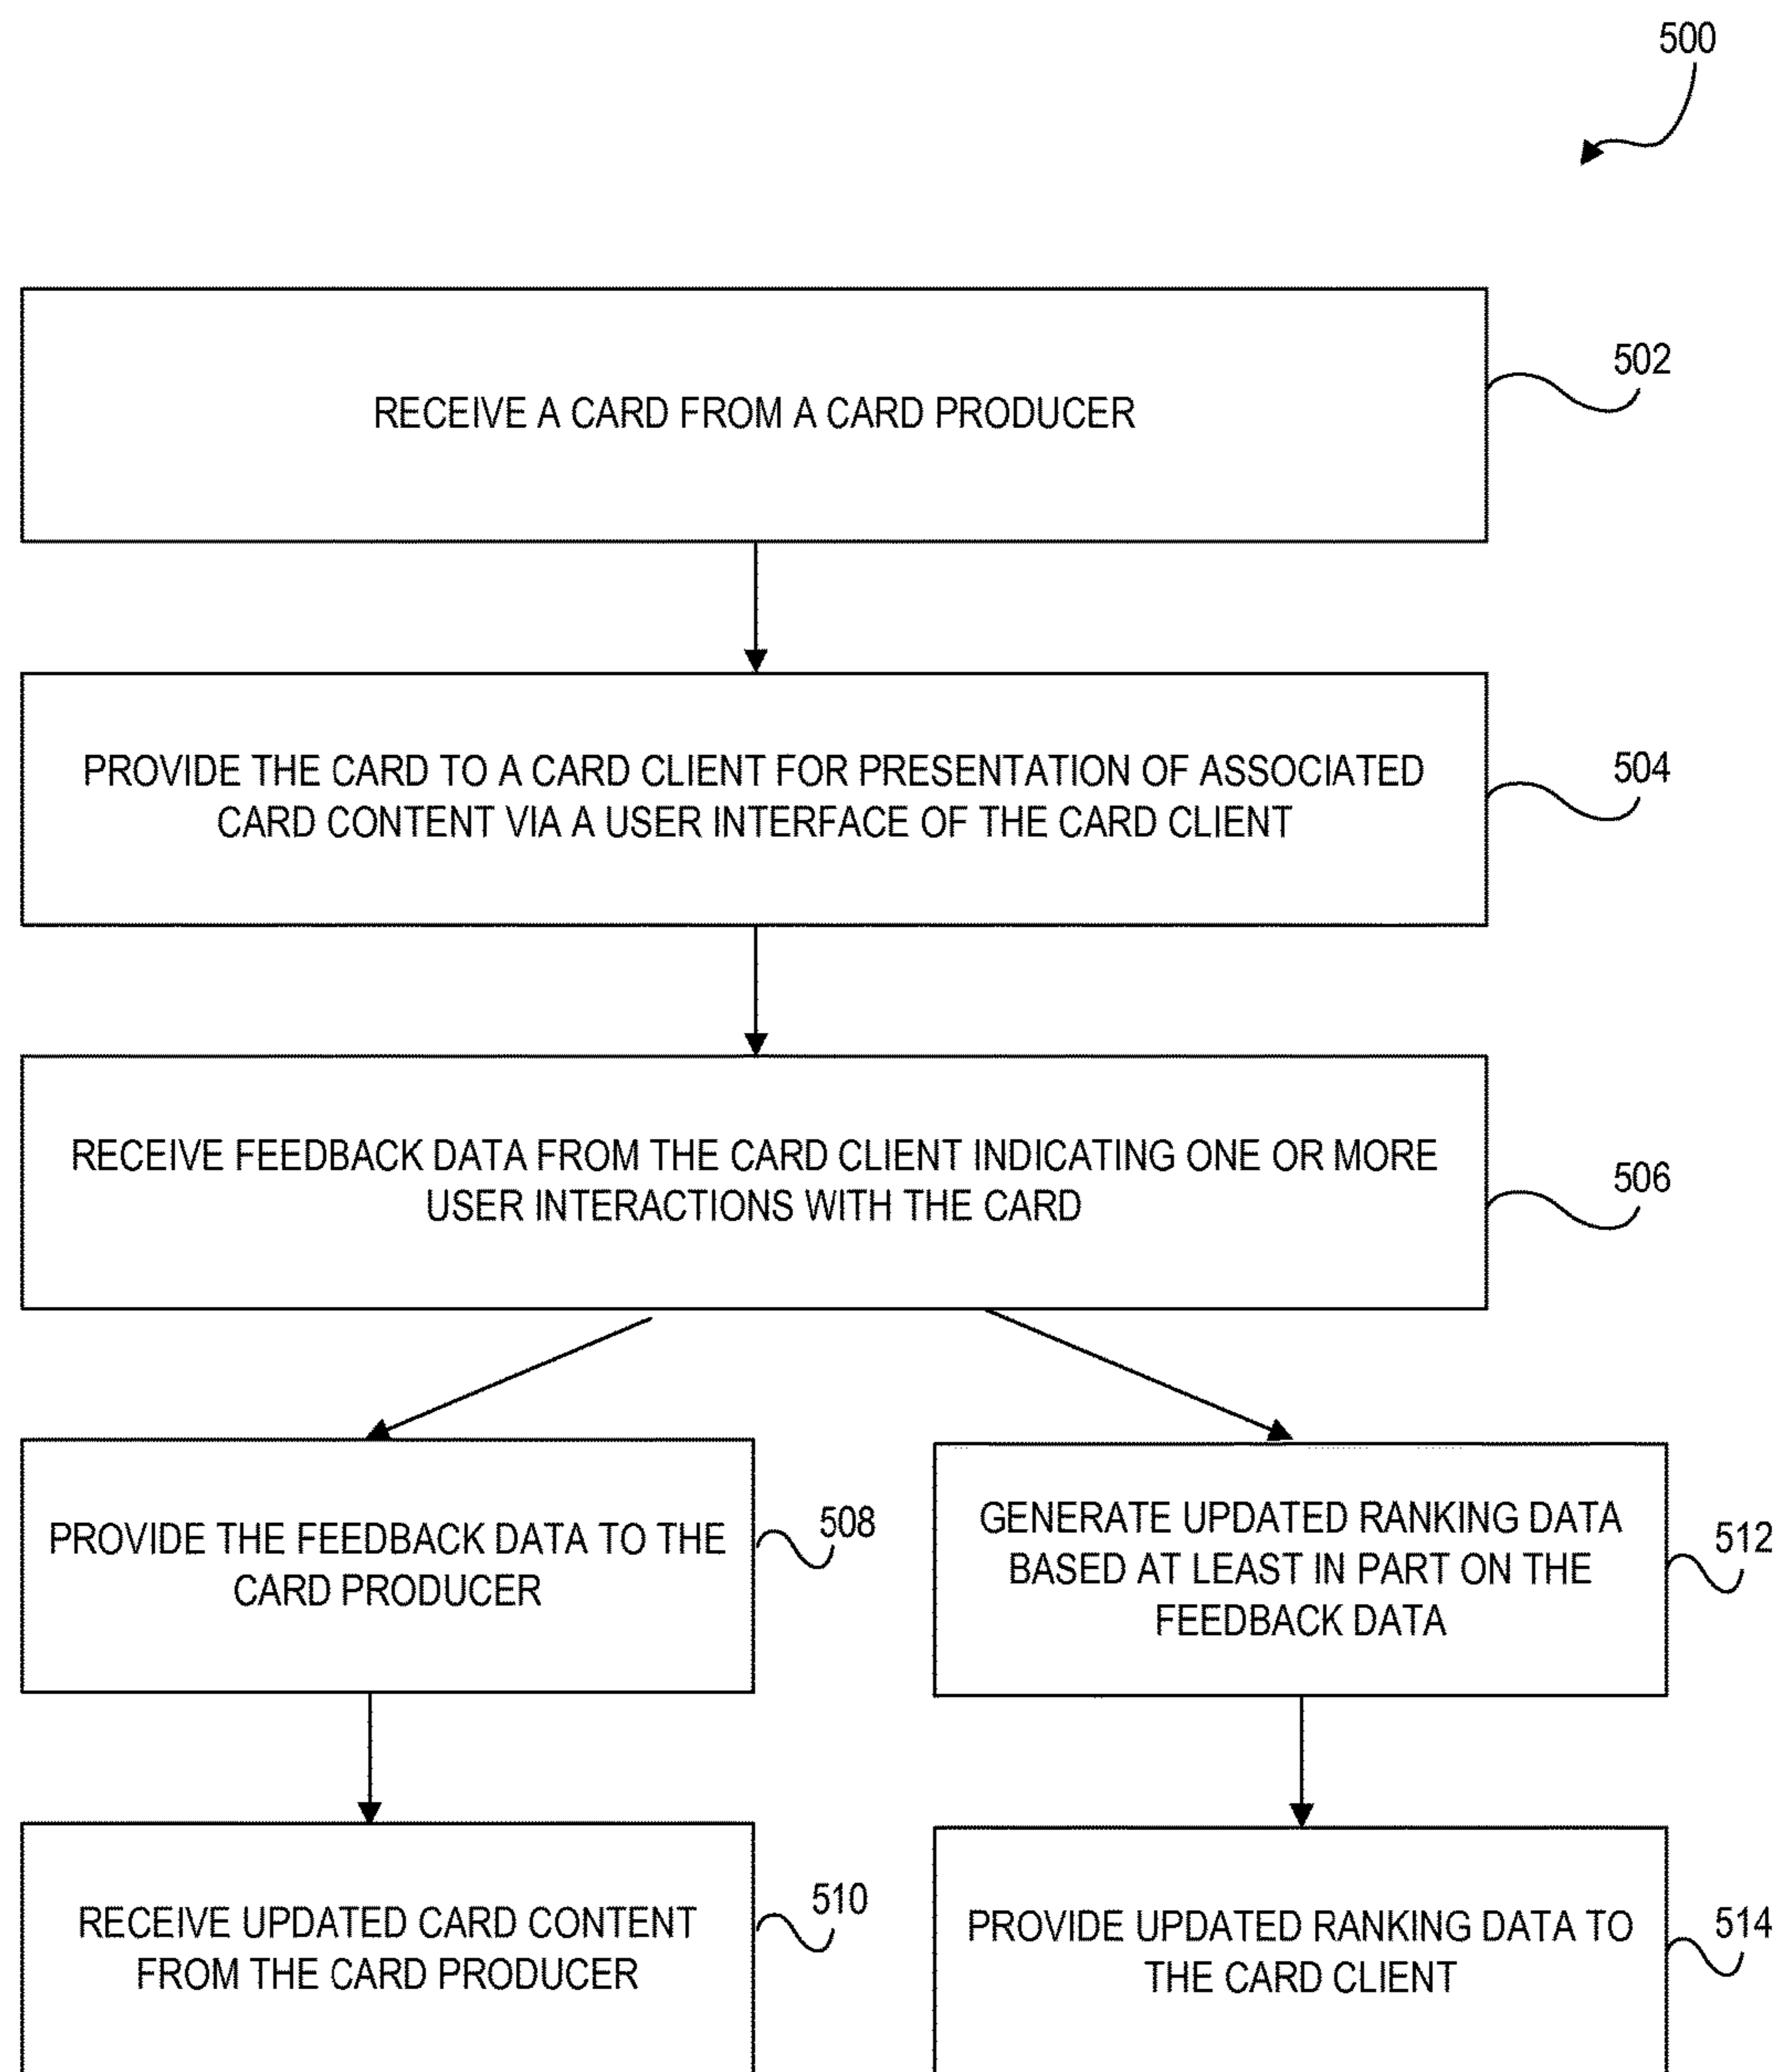 500
RECEIVE A CARD FROM A CARD PRODUCER
502
PROVIDE THE CARD TO A CARD CLIENT FOR PRESENTATION OF ASSOCIATED
CARD CONTENT VIA A USER INTERFACE OF THE CARD CLIENT
504
RECEIVE FEEDBACK DATA FROM THE CARD CLIENT INDICATING ONE OR MORE
USER INTERACTIONS WITH THE CARD
506
PROVIDE THE FEEDBACK DATA TO THE
CARD PRODUCER
508
GENERATE UPDATED RANKING DATA
BASED AT LEAST IN PART ON THE
FEEDBACK DATA
512
RECEIVE UPDATED CARD CONTENT
FROM THE CARD PRODUCER
510
PROVIDE UPDATED RANKING DATA TO
THE CARD CLIENT
514